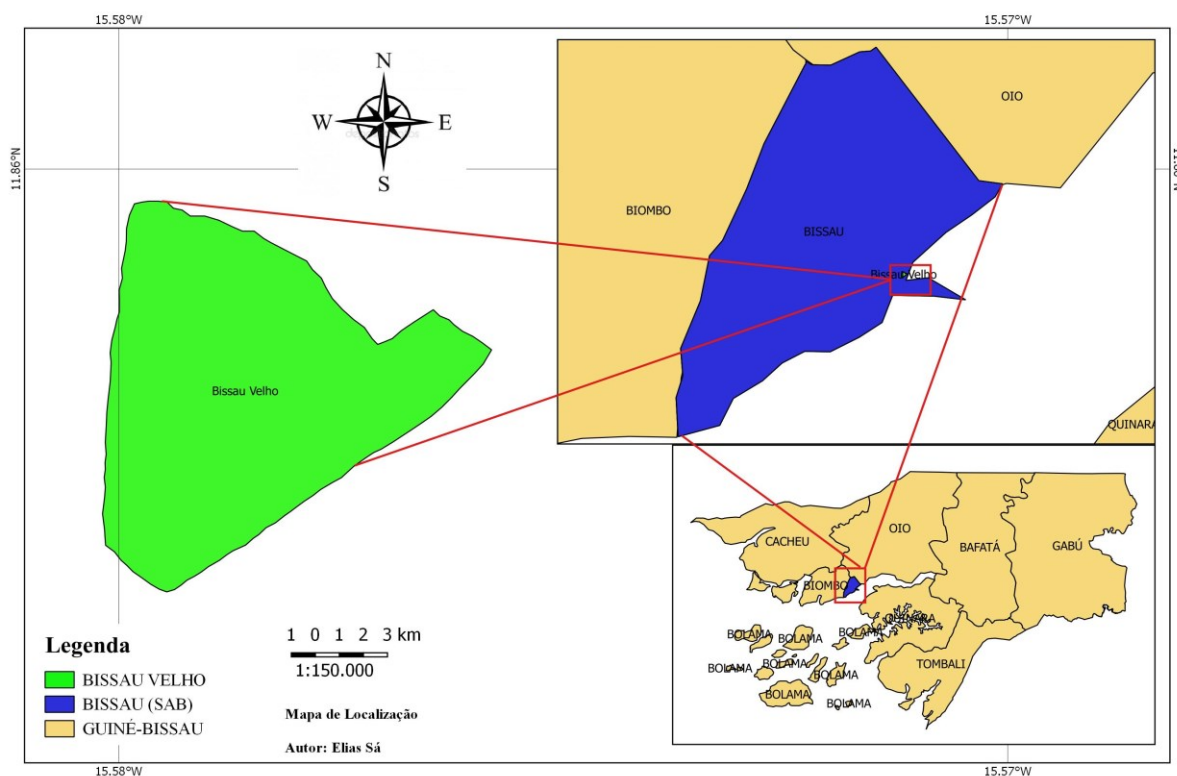 15.58°W
15.57°W
N
W
E
S
11.86°N
OIO
BIOMBO
BISSAU
Bissau Velho
QUINARA
Bissau Velho
CACHEU
OIO
BAFATÁ
GABÚ
BIOMBO
QUINARA
BOLAMA
BOLAMA
BOLAMA
BOLAMA
BOLAMA
BOLAMA
BOLAMA
BOLAMA
TOMBALI
Legenda
BISSAU VELHO
BISSAU (SAB)
GUINÉ-BISSAU
1 0 1 2 3 km
1:150.000
Mapa de Localização
Autor: Elias Sá
15.58°W
15.57°W